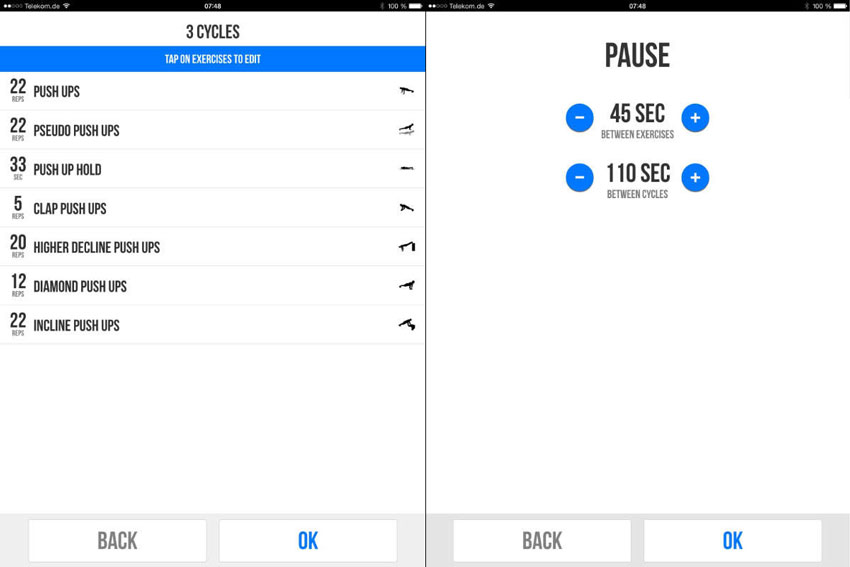 Telekom.de 07:48 100 %
3 CYCLES
TAP ON EXERCISES TO EDIT
22 REPS PUSH UPS
22 REPS PSEUDO PUSH UPS
33 SEC PUSH UP HOLD
5 REPS CLAP PUSH UPS
20 REPS HIGHER DECLINE PUSH UPS
12 REPS DIAMOND PUSH UPS
22 REPS INCLINE PUSH UPS
BACK OK
Telekom.de 07:48 100 %
PAUSE
− 45 SEC +
BETWEEN EXERCISES
− 110 SEC +
BETWEEN CYCLES
BACK OK